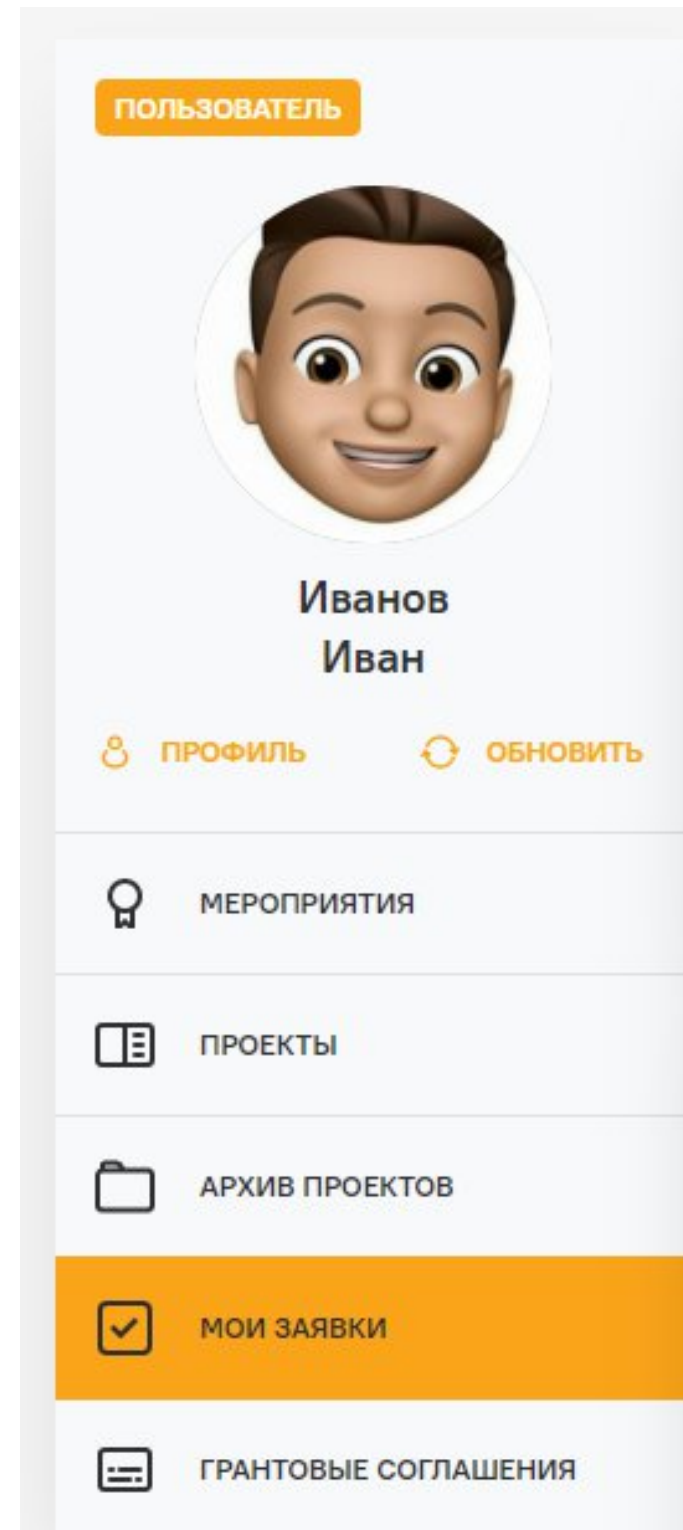 ПОЛЬЗОВАТЕЛЬ
Иванов
Иван
ПРОФИЛЬ ОБНОВИТЬ
МЕРОПРИЯТИЯ
ПРОЕКТЫ
АРХИВ ПРОЕКТОВ
МОИ ЗАЯВКИ
ГРАНТОВЫЕ СОГЛАШЕНИЯ